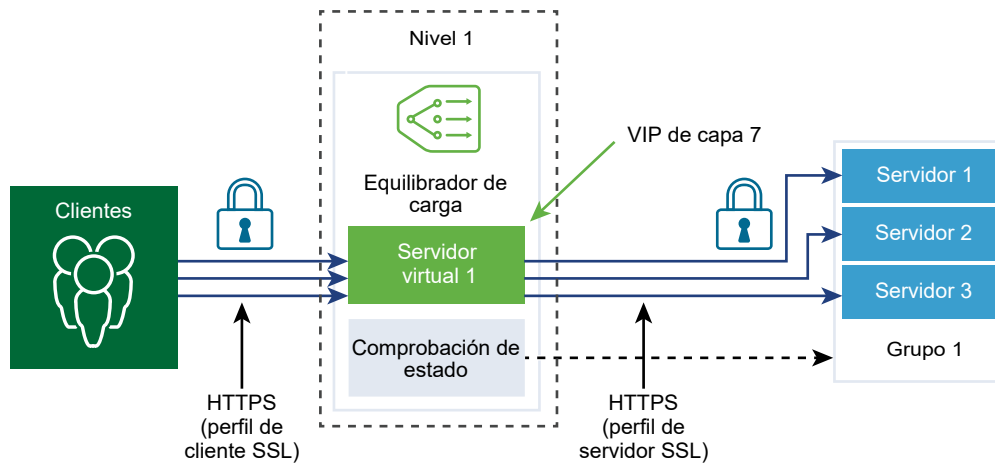 Nivel 1
VIP de capa 7
Equilibrador de
carga
Clientes
Servidor
virtual 1
Servidor 1
Servidor 2
Servidor 3
Grupo 1
Comprobación de
estado
HTTPS
(perfil de
cliente SSL)
HTTPS
(perfil de
servidor SSL)